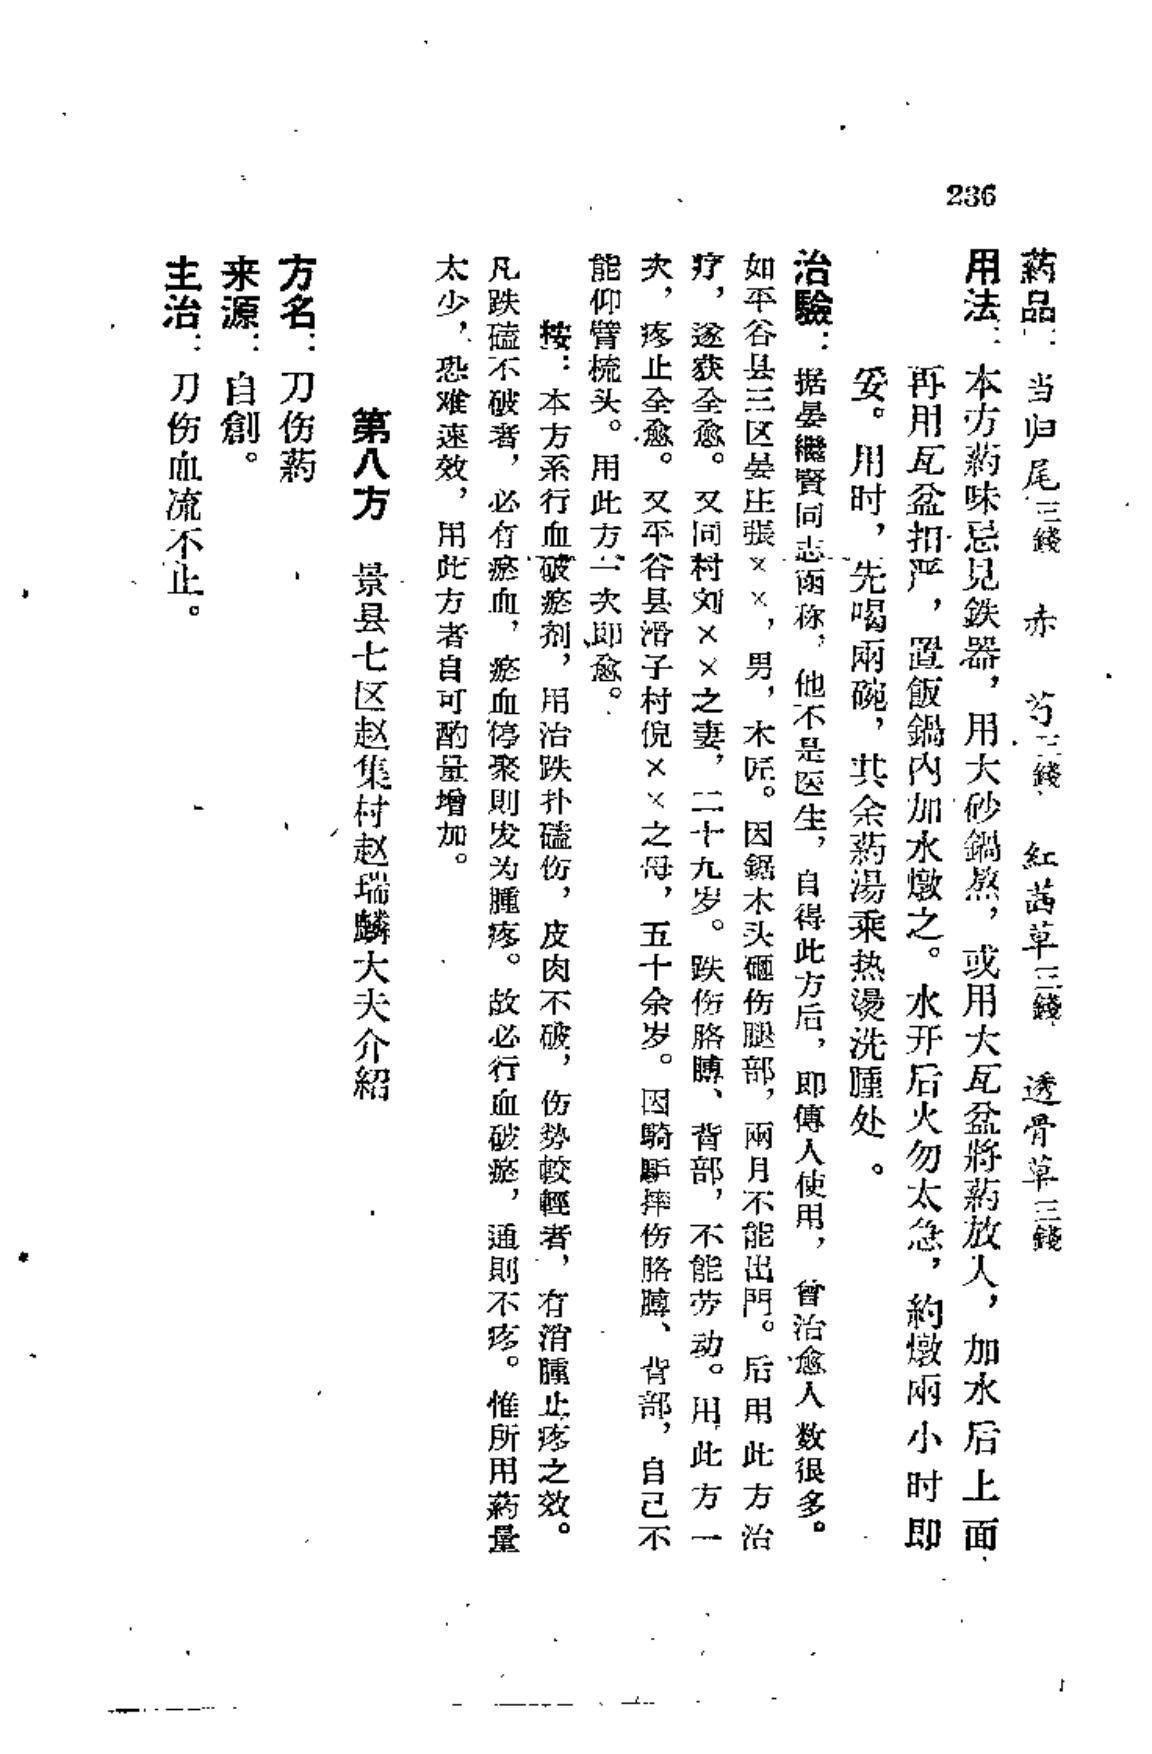 236
药品：当归尾三錢　赤　芍三錢　紅茜草三錢　透骨草三錢
用法：本方药味忌見鉄器，用大砂鍋熬，或用大瓦盆將药放入，加水后上面
再用瓦盆扣严，置飯鍋內加水燉之。水开后火勿太急，約燉兩小时即
妥。用时，先喝兩碗，其余药湯乘热燙洗腫处。
治驗：据晏繼賢同志函称，他不是医生，自得此方后，即傳人使用，曾治愈人数很多。
如平谷县三区晏庄張××，男，木匠。因鋸木头砸伤腿部，兩月不能出門。后用此方治
疗，遂获全愈。又同村刘××之妻，二十九岁。跌伤胳膊、背部，不能劳动。用此方一
次，疼止全愈。又平谷县滑子村倪××之母，五十余岁。因騎驢摔伤胳膊、背部，自己不
能仰臂梳头。用此方一次即愈。
按：本方系行血破瘀剂，用治跌扑磕伤，皮肉不破，伤势較輕者，有消腫止疼之效。
凡跌磕不破者，必有瘀血，瘀血停聚則发为腫疼。故必行血破瘀，通則不疼。惟所用药量
太少，恐难速效，用此方者自可酌量增加。
第八方　景县七区赵集村赵瑞麟大夫介紹
方名：刀伤药
来源：自創。
主治：刀伤血流不止。